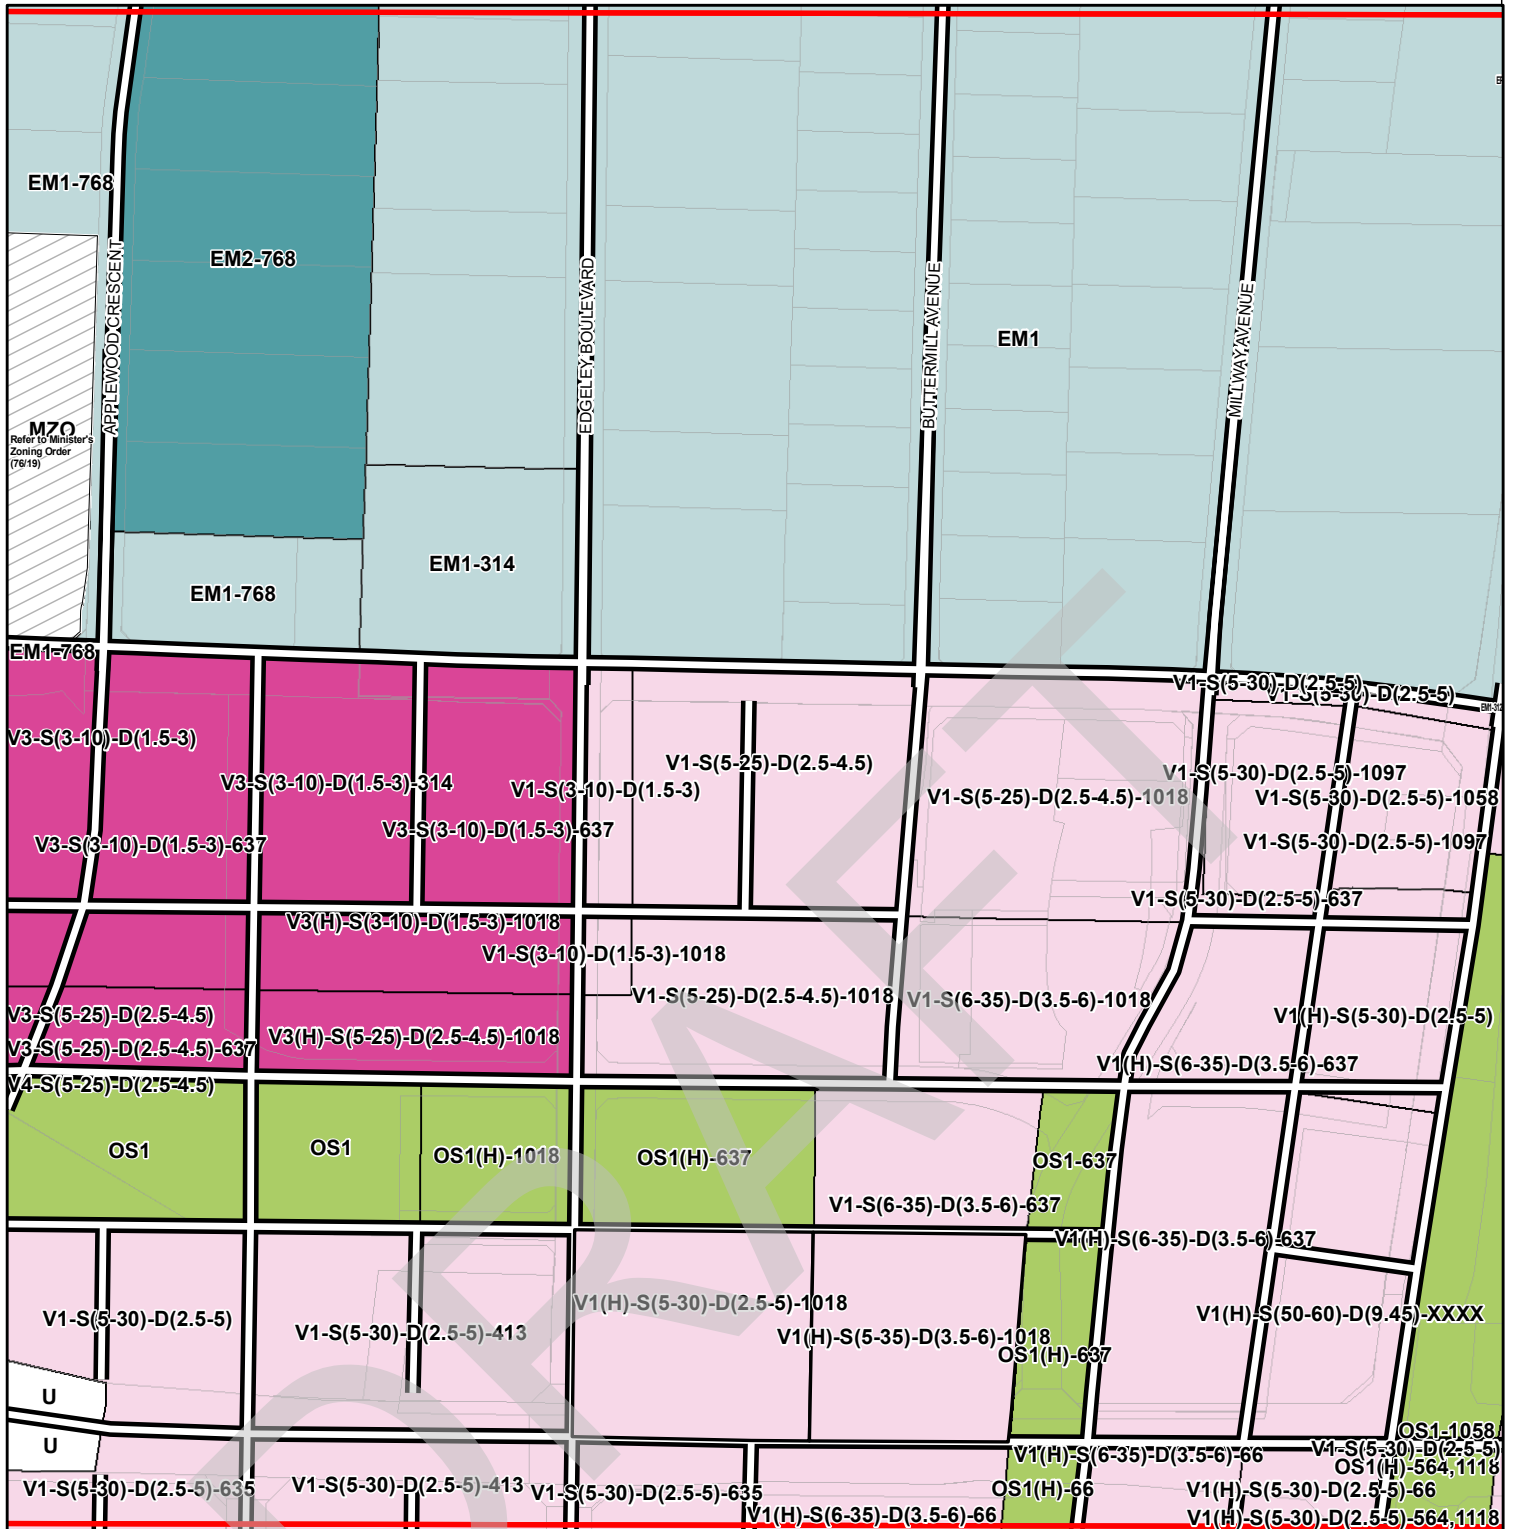 EM1-768
EM2-768
APPLEWOOD CRESCENT
EDGELEY BOULEVARD
BUTTERMILL AVENUE
MILLWAY AVENUE
EM1
MZO
Refer to Minister's
Zoning Order
(76/19)
EM1-314
EM1-768
EM1-768
V1-S(5-30)-D(2.5-5)
V1-S(5-30)-D(2.5-5)
EM1-312
V3-S(3-10)-D(1.5-3)
V1-S(5-25)-D(2.5-4.5)
V1-S(5-30)-D(2.5-5)-1097
V3-S(3-10)-D(1.5-3)-314
V1-S(3-10)-D(1.5-3)
V1-S(5-25)-D(2.5-4.5)-1018
V1-S(5-30)-D(2.5-5)-1058
V3-S(3-10)-D(1.5-3)-637
V3-S(3-10)-D(1.5-3)-637
V1-S(5-30)-D(2.5-5)-1097
V1-S(5-30)-D(2.5-5)-637
V3(H)-S(3-10)-D(1.5-3)-1018
V1-S(3-10)-D(1.5-3)-1018
V1-S(5-25)-D(2.5-4.5)-1018
V1-S(6-35)-D(3.5-6)-1018
V3-S(5-25)-D(2.5-4.5)
V1(H)-S(5-30)-D(2.5-5)
V3(H)-S(5-25)-D(2.5-4.5)-1018
V3-S(5-25)-D(2.5-4.5)-637
V1(H)-S(6-35)-D(3.5-6)-637
V4-S(5-25)-D(2.5-4.5)
OS1
OS1
OS1(H)-1018
OS1(H)-637
OS1-637
V1-S(6-35)-D(3.5-6)-637
V1(H)-S(6-35)-D(3.5-6)-637
V1(H)-S(5-30)-D(2.5-5)-1018
V1(H)-S(50-60)-D(9.45)-XXXX
V1-S(5-30)-D(2.5-5)
V1-S(5-30)-D(2.5-5)-413
V1(H)-S(5-35)-D(3.5-6)-1018
OS1(H)-637
U
OS1-1058
U
V1-S(5-30)-D(2.5-5)
V1(H)-S(6-35)-D(3.5-6)-66
OS1(H)-564,1118
V1-S(5-30)-D(2.5-5)-635
V1-S(5-30)-D(2.5-5)-413
V1-S(5-30)-D(2.5-5)-635
OS1(H)-66
V1(H)-S(5-30)-D(2.5-5)-66
V1(H)-S(6-35)-D(3.5-6)-66
V1(H)-S(5-30)-D(2.5-5)-564,1118
DRAFT